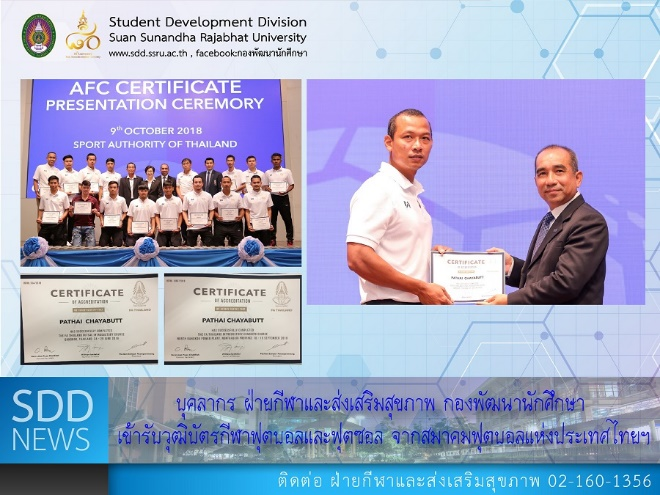 Student Development Division
Suan Sunandha Rajabhat University
www.sdd.ssru.ac.th , facebook:กองพัฒนานักศึกษา
AFC CERTIFICATE
PRESENTATION CEREMONY
9th OCTOBER 2018
SPORT AUTHORITY OF THAILAND
CERTIFICATE
PATHAI CHAYABUTT
CERTIFICATE
OF ACCREDITATION
FA THAILAND
PATHAI CHAYABUTT
CERTIFICATE
OF ACCREDITATION
FA THAILAND
PATHAI CHAYABUTT
SDD
NEWS
บุคลากร ฝ่ายกีฬาและส่งเสริมสุขภาพ กองพัฒนานักศึกษา
เข้ารับวุฒิบัตรกีฬาฟุตบอลและฟุตซอล จากสมาคมฟุตบอลแห่งประเทศไทยฯ
ติดต่อ ฝ่ายกีฬาและส่งเสริมสุขภาพ 02-160-1356